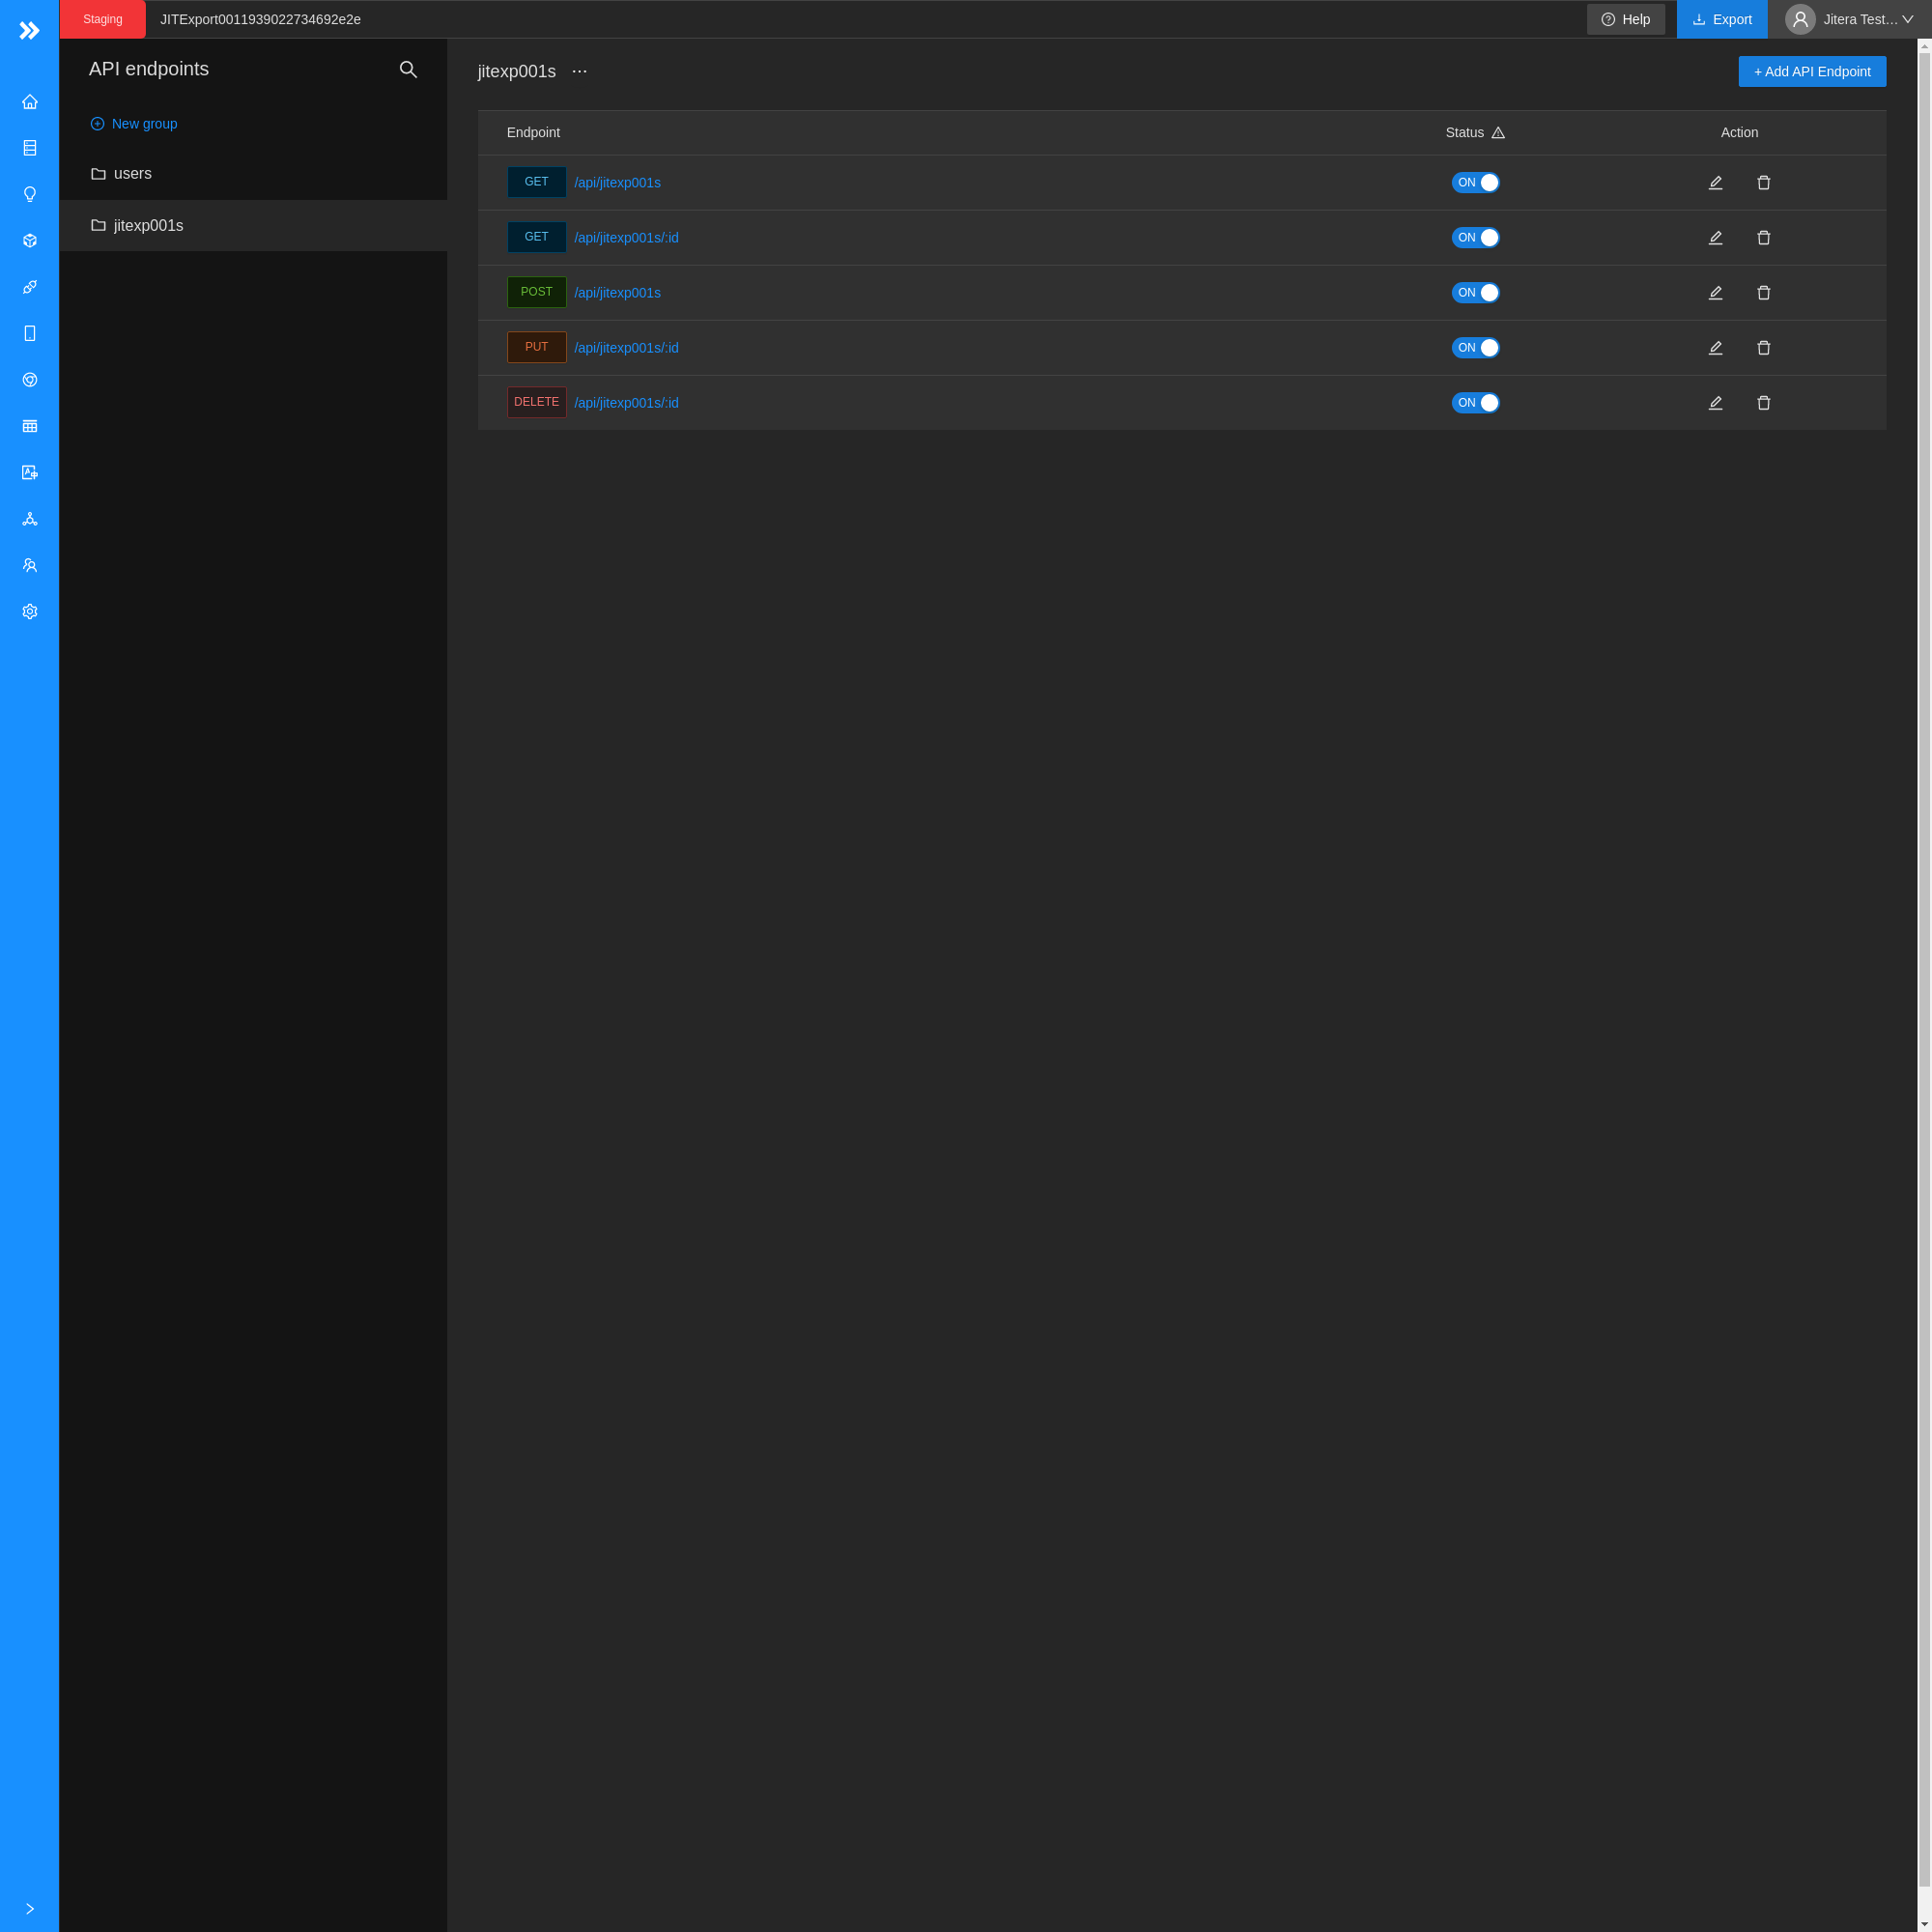 Staging JITExport0011939022734692e2e Help Export Jitera Test…
API endpoints
New group
users
jitexp001s
jitexp001s ··· + Add API Endpoint
Endpoint Status Action
GET /api/jitexp001s ON
GET /api/jitexp001s/:id ON
POST /api/jitexp001s ON
PUT /api/jitexp001s/:id ON
DELETE /api/jitexp001s/:id ON